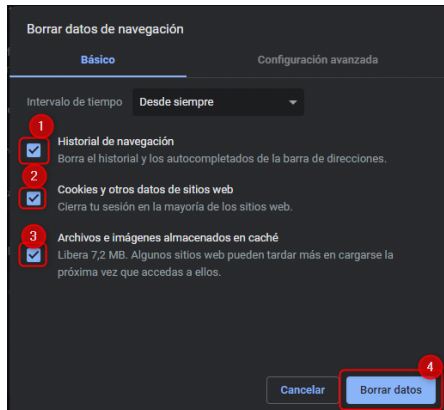 Borrar datos de navegación
Básico
Configuración avanzada
Intervalo de tiempo Desde siempre
1
Historial de navegación
Borra el historial y los autocompletados de la barra de direcciones.
2
Cookies y otros datos de sitios web
Cierra tu sesión en la mayoría de los sitios web.
3
Archivos e imágenes almacenados en caché
Libera 7,2 MB. Algunos sitios web pueden tardar más en cargarse la
próxima vez que accedas a ellos.
4
Cancelar
Borrar datos